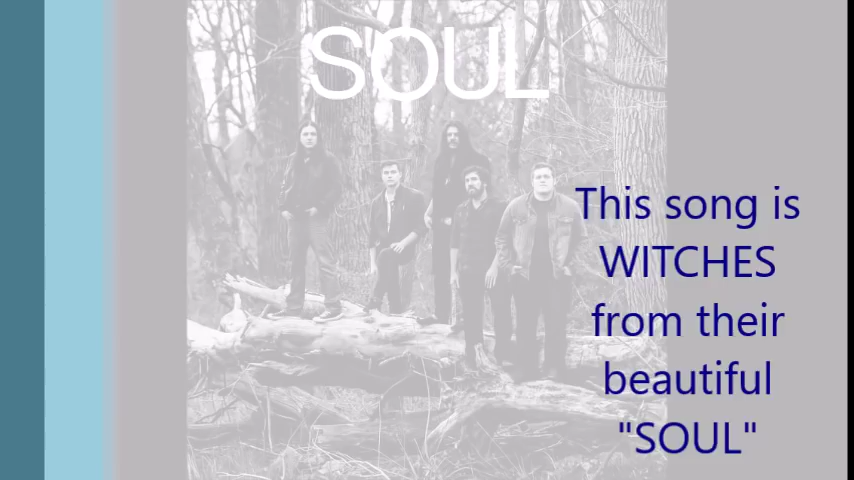 SOUL
This song is
WITCHES
from their
beautiful
"SOUL"